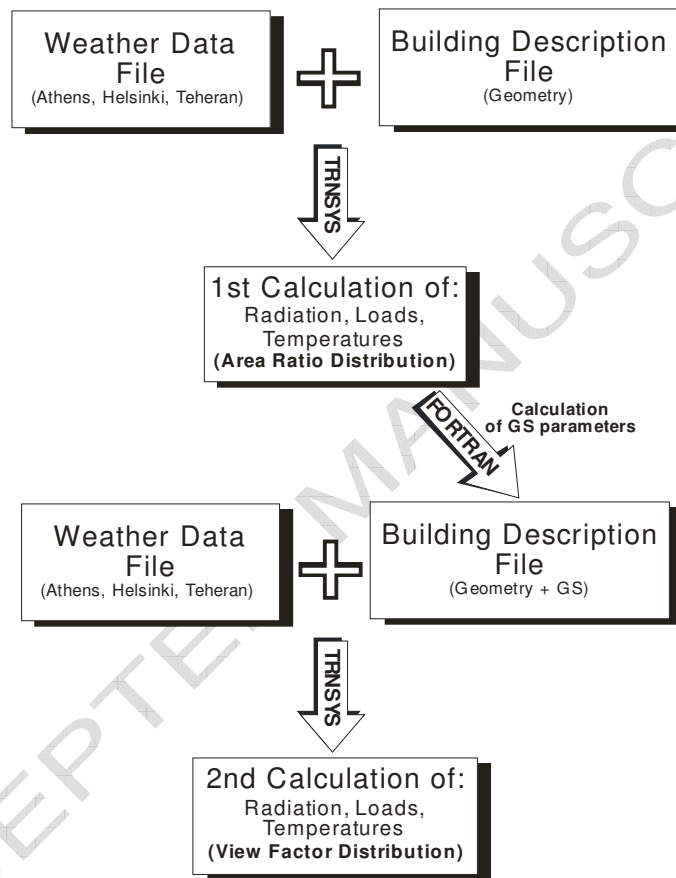 Weather Data
File
(Athens, Helsinki, Teheran)
Building Description
File
(Geometry)
TRNSYS
1st Calculation of:
Radiation, Loads,
Temperatures
(Area Ratio Distribution)
FORTRAN
Calculation
of GS parameters
Weather Data
File
(Athens, Helsinki, Teheran)
Building Description
File
(Geometry + GS)
TRNSYS
2nd Calculation of:
Radiation, Loads,
Temperatures
(View Factor Distribution)
EPTED MANUSC